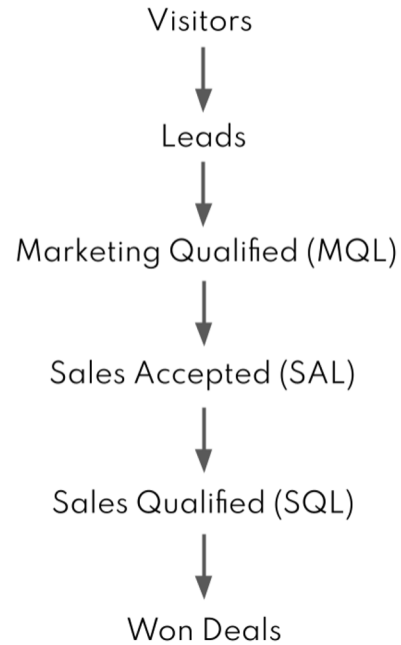 Visitors
Leads
Marketing Qualified (MQL)
Sales Accepted (SAL)
Sales Qualified (SQL)
Won Deals